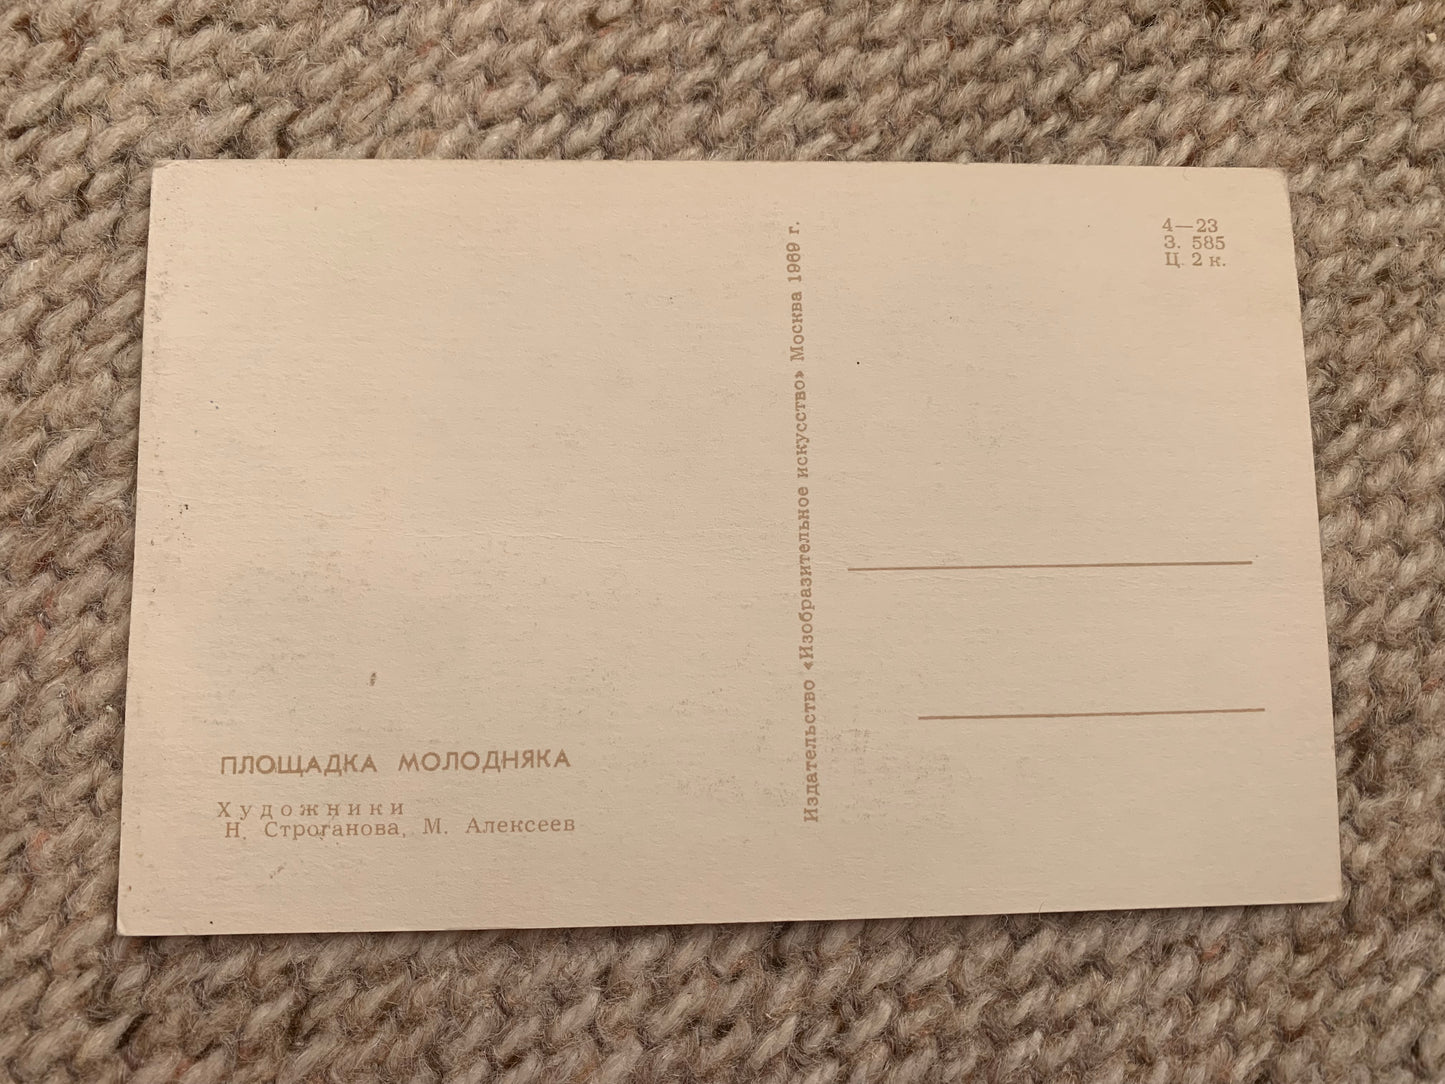 ПЛОЩАДКА МОЛОДНЯКА
Художники
Н. Строганова, М. Алексеев
Издательство «Изобразительное искусство» Москва 1969 г.
4—23
З. 585
Ц. 2 к.